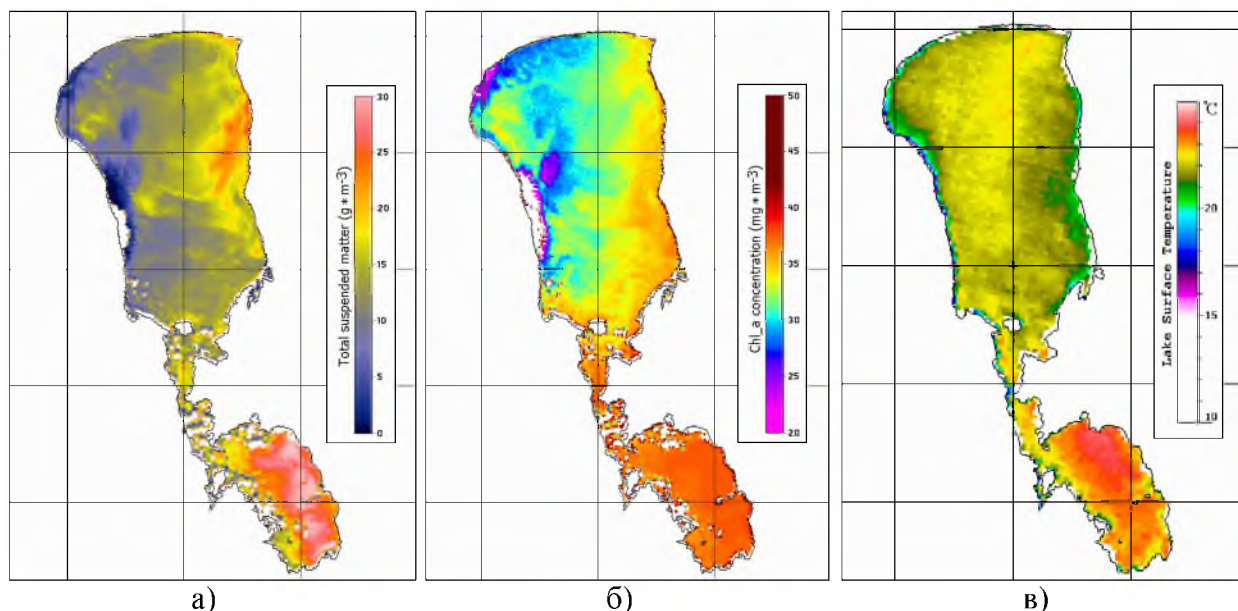 Total suspended matter (g * m^-3)
30
25
20
15
10
5
0
Chl_a concentration (mg * m^-3)
50
45
40
35
30
25
20
Lake Surface Temperature
°C
20
15
10
а)
б)
в)